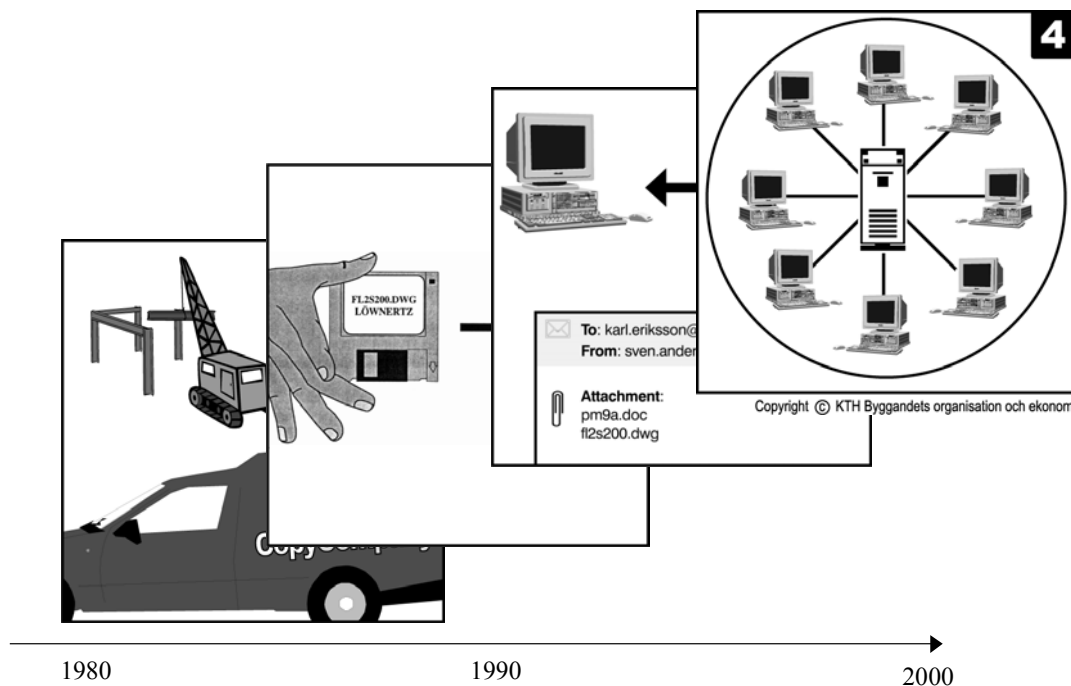 4
FL2S200.DWG
LÖWNERTZ
To: karl.eriksson@
From: sven.ander
Attachment:
pm9a.doc
fl2s200.dwg
Copyright © KTH Byggandets organisation och ekonom
1980
1990
2000